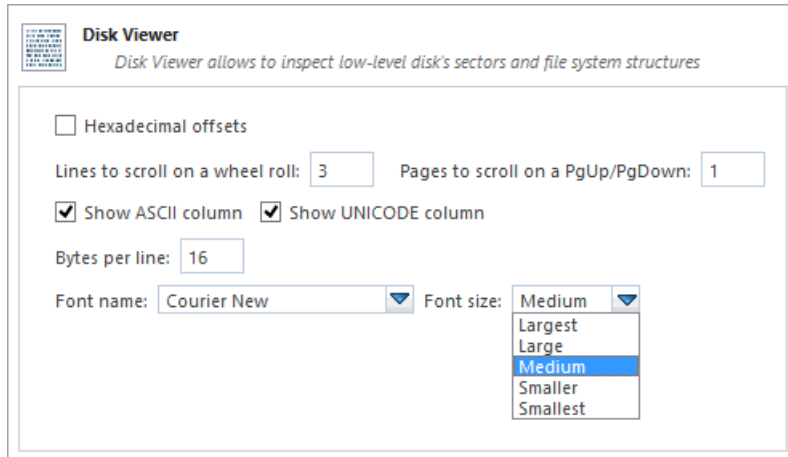 Disk Viewer
Disk Viewer allows to inspect low-level disk's sectors and file system structures
Hexadecimal offsets
Lines to scroll on a wheel roll: 3 Pages to scroll on a PgUp/PgDown: 1
Show ASCII column Show UNICODE column
Bytes per line: 16
Font name: Courier New Font size: Medium
Largest
Large
Medium
Smaller
Smallest